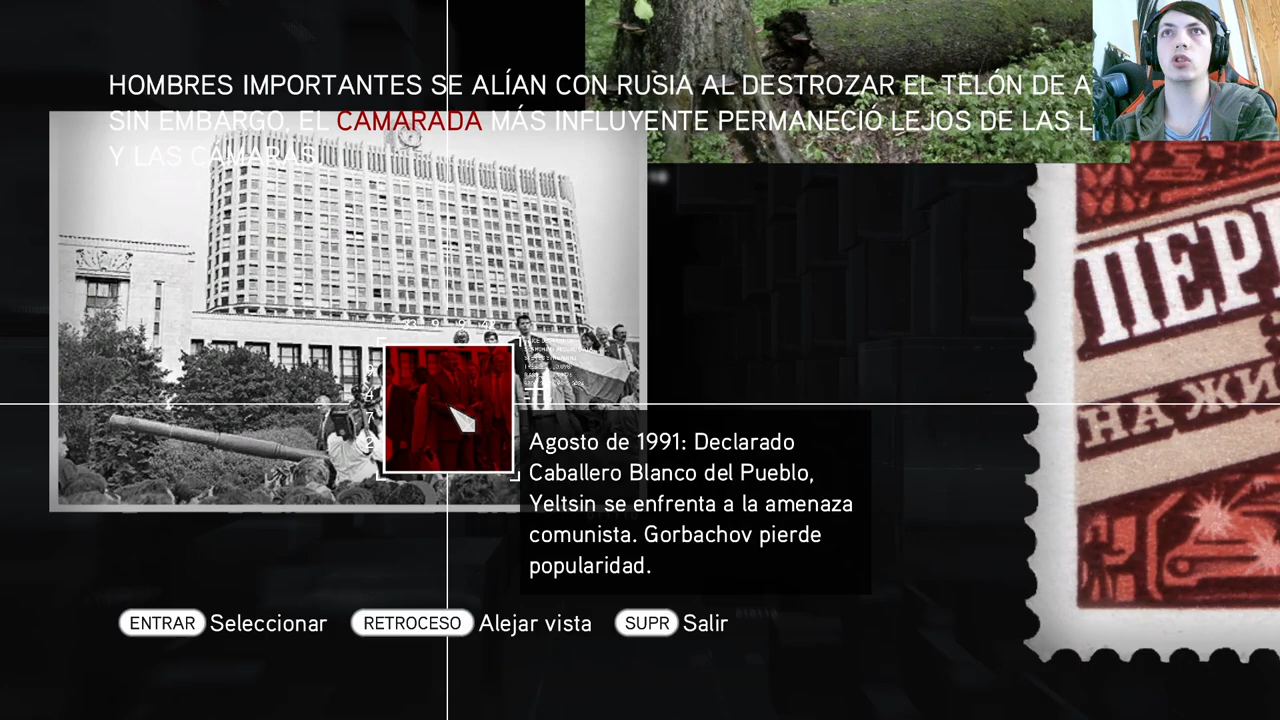 HOMBRES IMPORTANTES SE ALÍAN CON RUSIA AL DESTROZAR EL TELÓN DE A
SIN EMBARGO, EL CAMARADA MÁS INFLUYENTE PERMANECIÓ LEJOS DE LAS L
Y LAS CÁMARAS.
ПЕР
НА ЖИ
Agosto de 1991: Declarado
Caballero Blanco del Pueblo,
Yeltsin se enfrenta a la amenaza
comunista. Gorbachov pierde
popularidad.
ENTRAR Seleccionar RETROCESO Alejar vista SUPR Salir